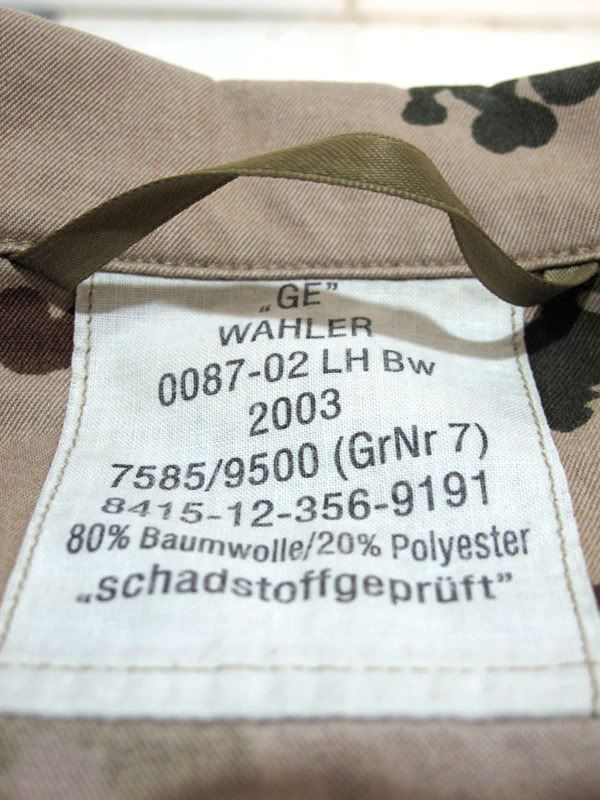 „GE”
WAHLER
0087-02 LH Bw
2003
7585/9500 (GrNr 7)
8415-12-356-9191
80% Baumwolle/20% Polyester
„schadstoffgeprüft”